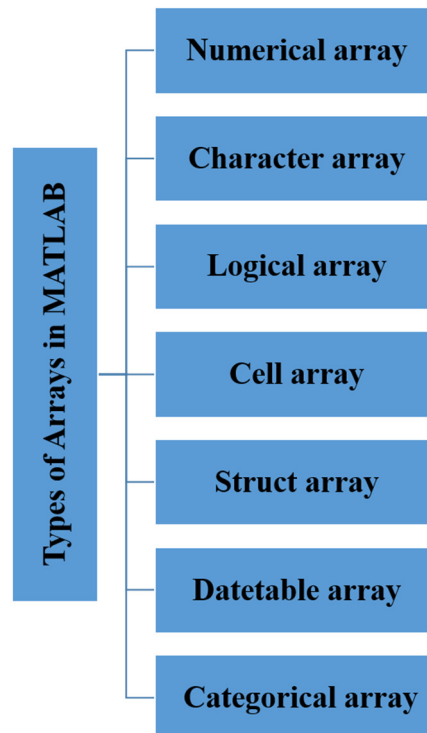 Types of Arrays in MATLAB
Numerical array
Character array
Logical array
Cell array
Struct array
Datetable array
Categorical array